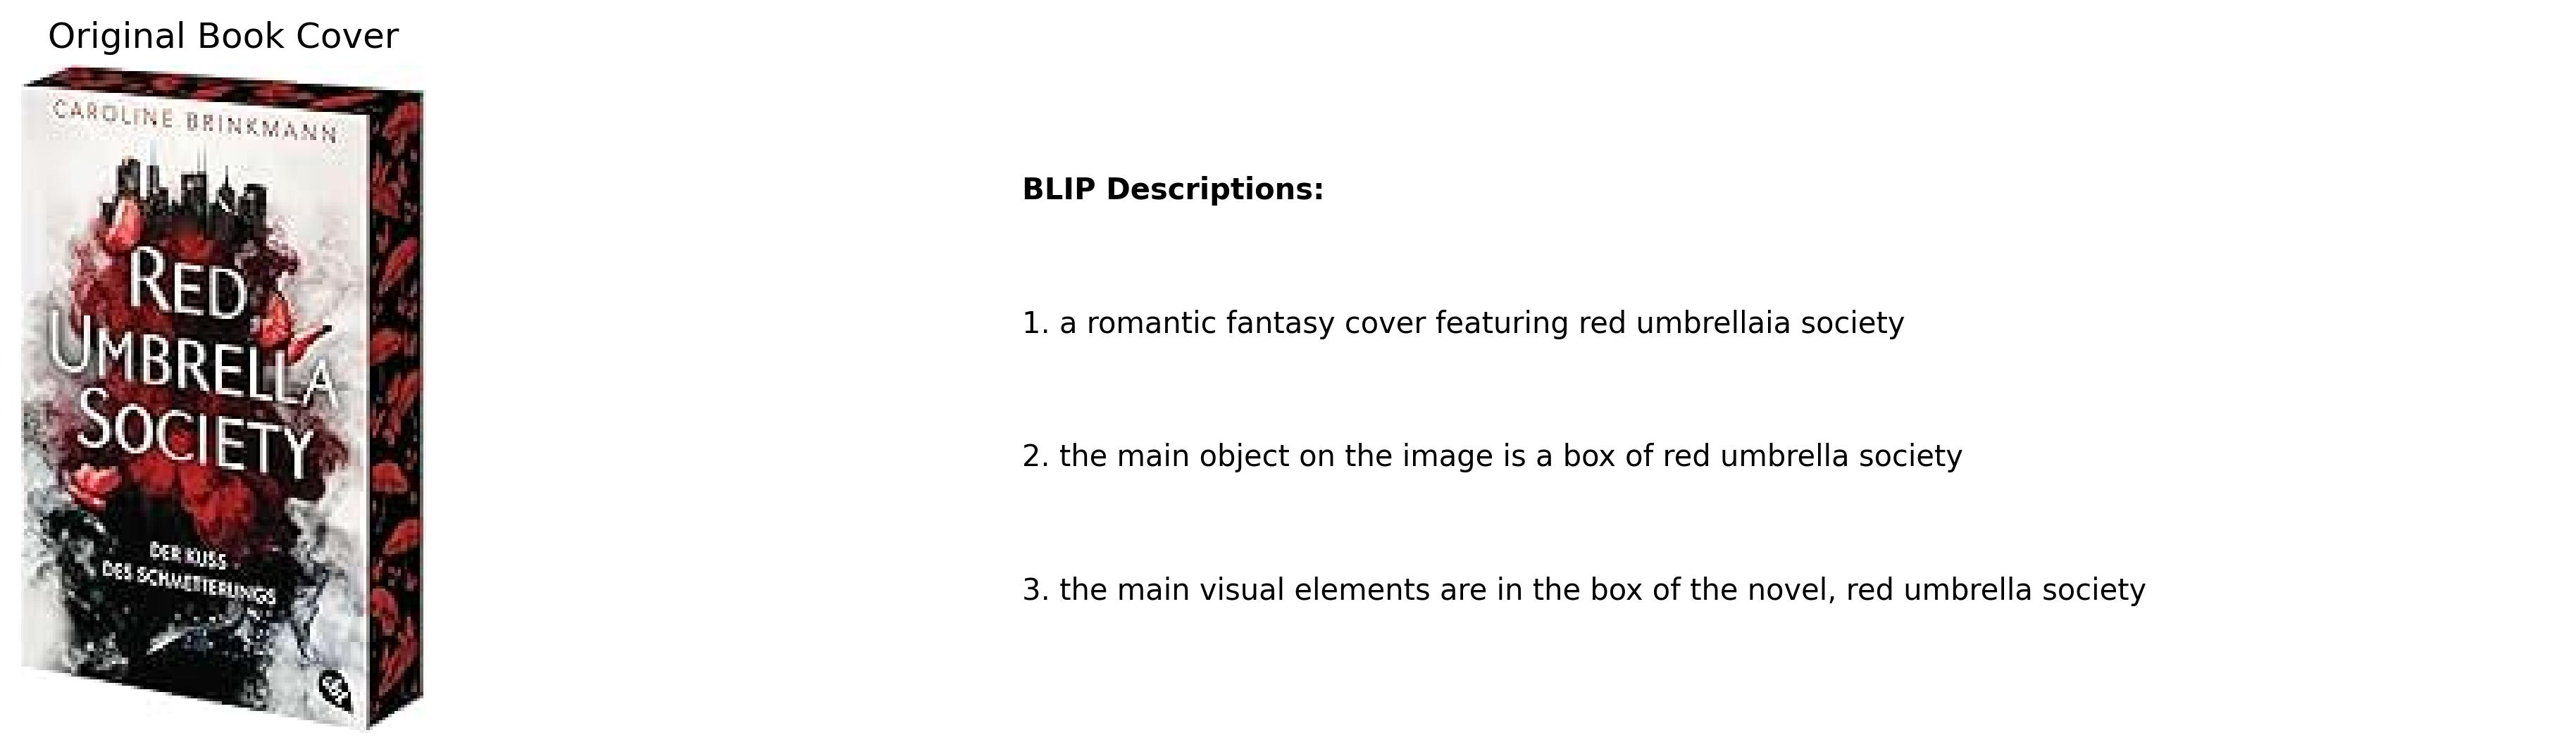 Original Book Cover
CAROLINE BRINKMANN
RED
UMBRELLA
SOCIETY
DER KUSS
DES SCHMETTERLINGS
cbt
BLIP Descriptions:
1. a romantic fantasy cover featuring red umbrellaia society
2. the main object on the image is a box of red umbrella society
3. the main visual elements are in the box of the novel, red umbrella society